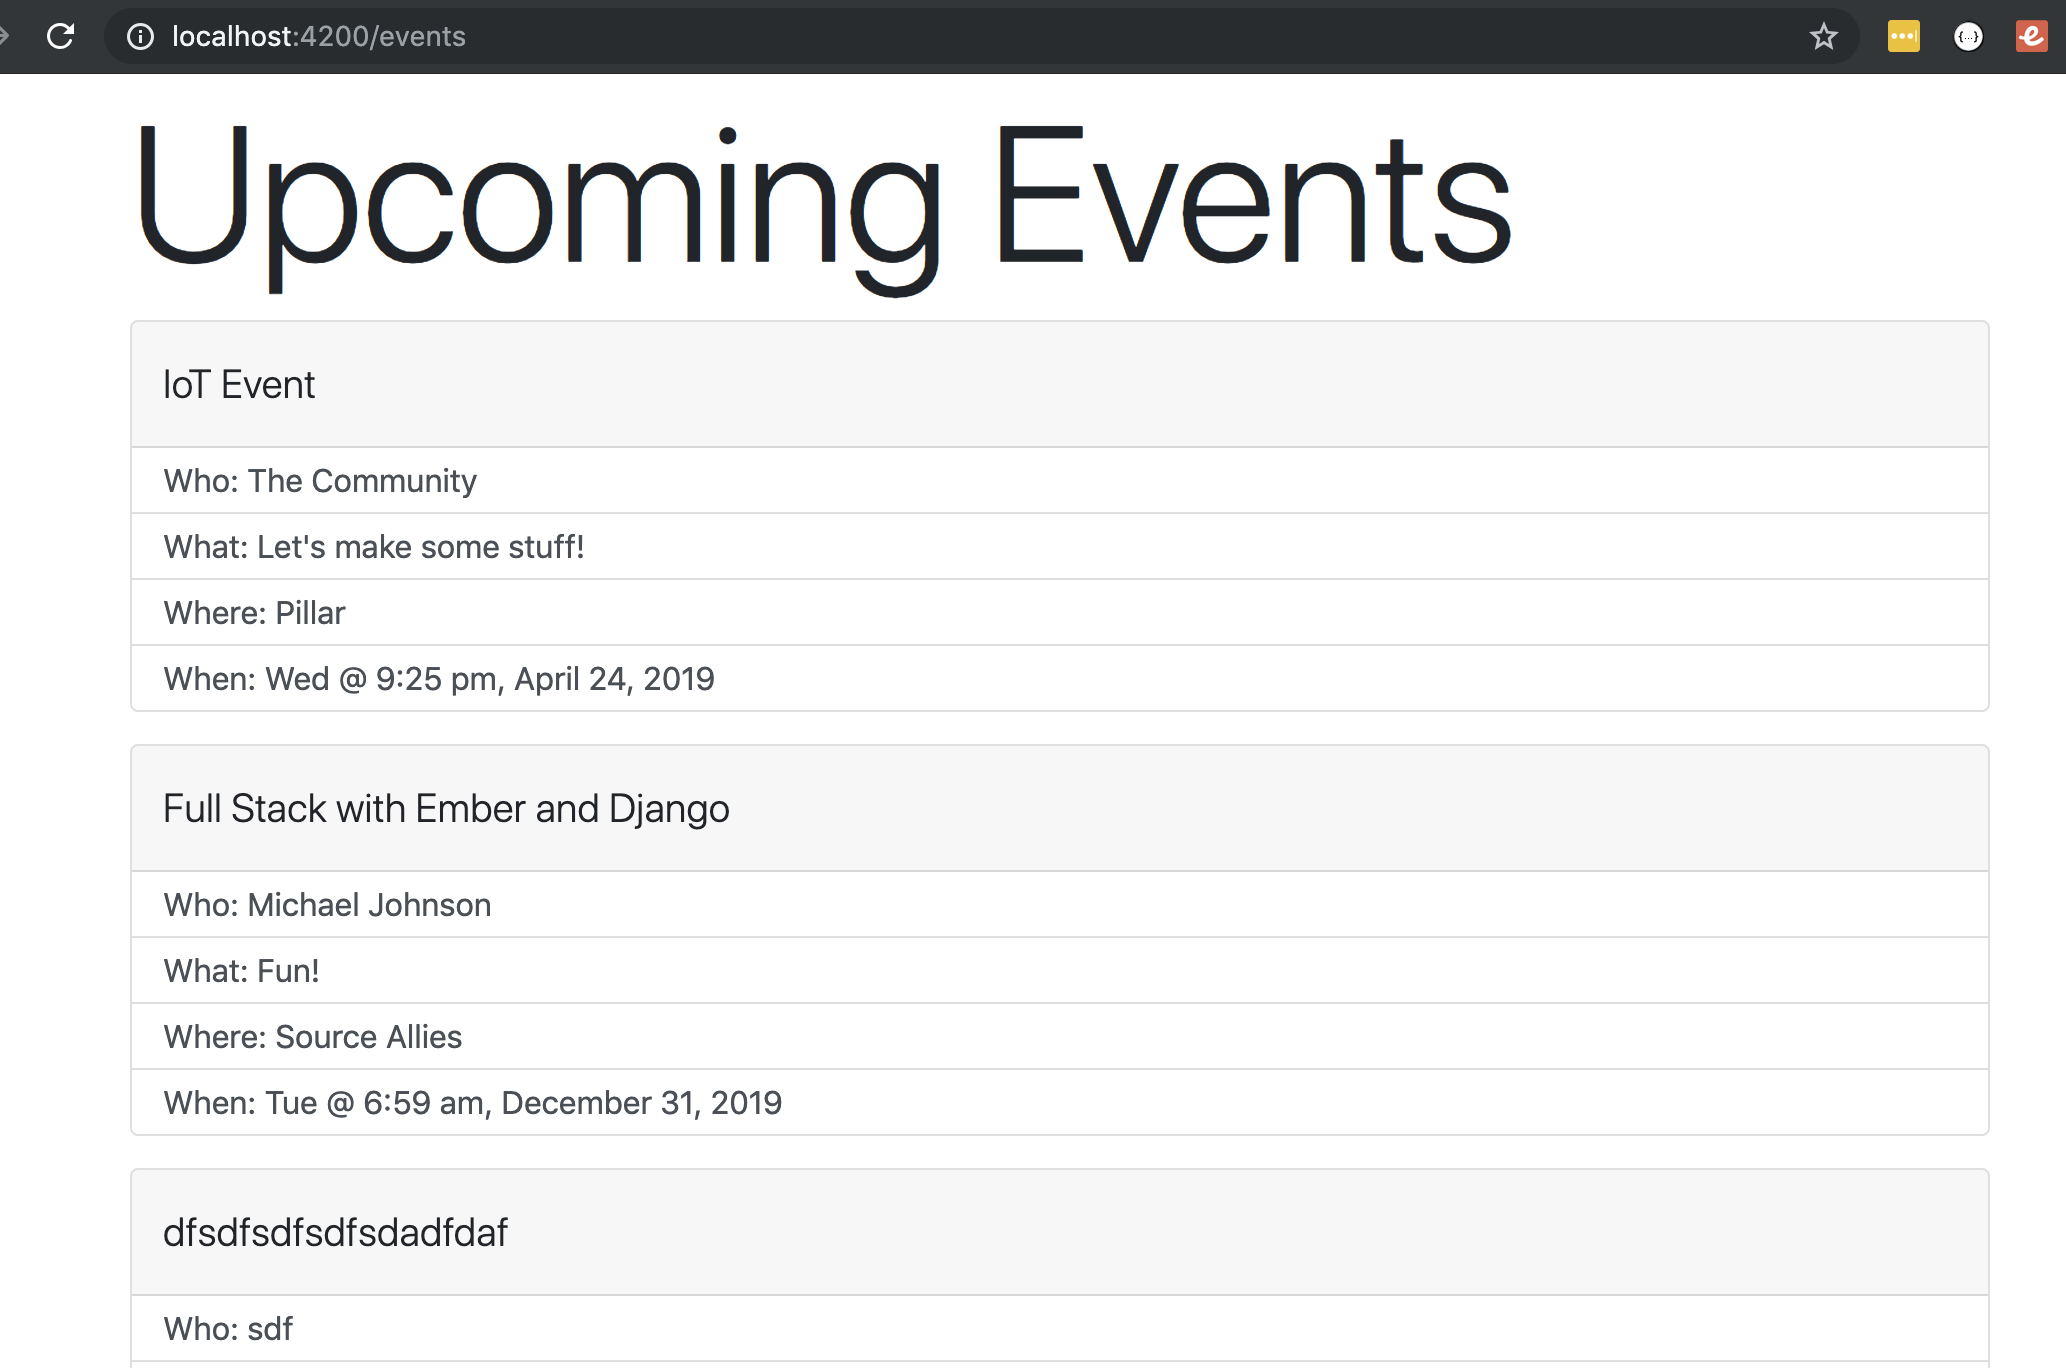 localhost:4200/events
Upcoming Events
IoT Event
Who: The Community
What: Let's make some stuff!
Where: Pillar
When: Wed @ 9:25 pm, April 24, 2019
Full Stack with Ember and Django
Who: Michael Johnson
What: Fun!
Where: Source Allies
When: Tue @ 6:59 am, December 31, 2019
dfsdfsdfsdfsdadfdaf
Who: sdf